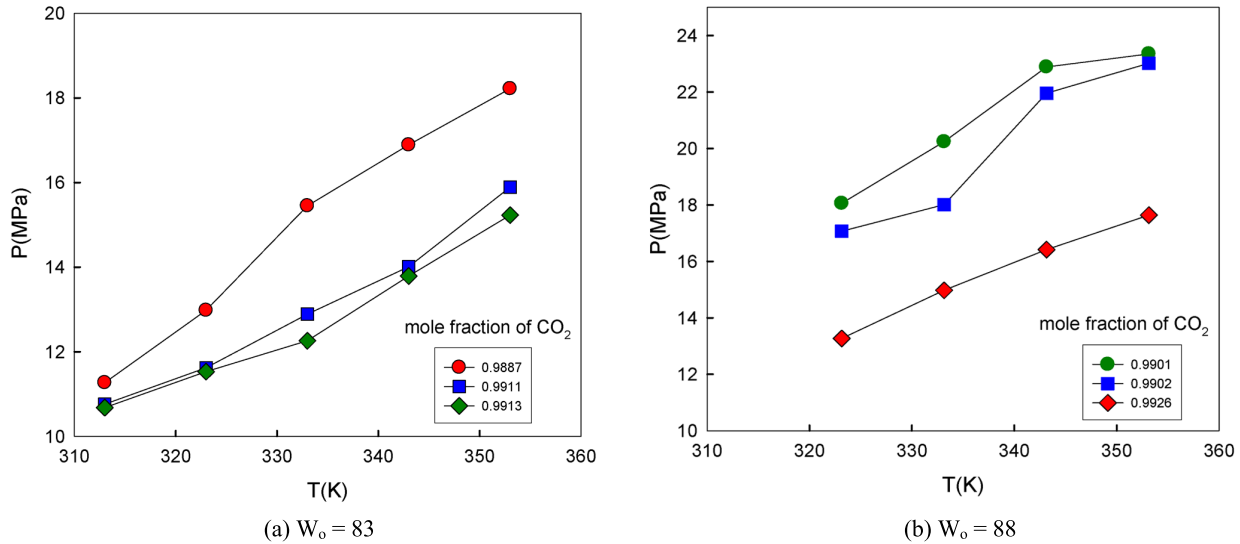 20
18
16
14
12
10
P(MPa)
310 320 330 340 350 360
T(K)
mole fraction of CO2
0.9887
0.9911
0.9913
(a) Wo = 83
24
22
20
18
16
14
12
10
P(MPa)
310 320 330 340 350 360
T(K)
mole fraction of CO2
0.9901
0.9902
0.9926
(b) Wo = 88